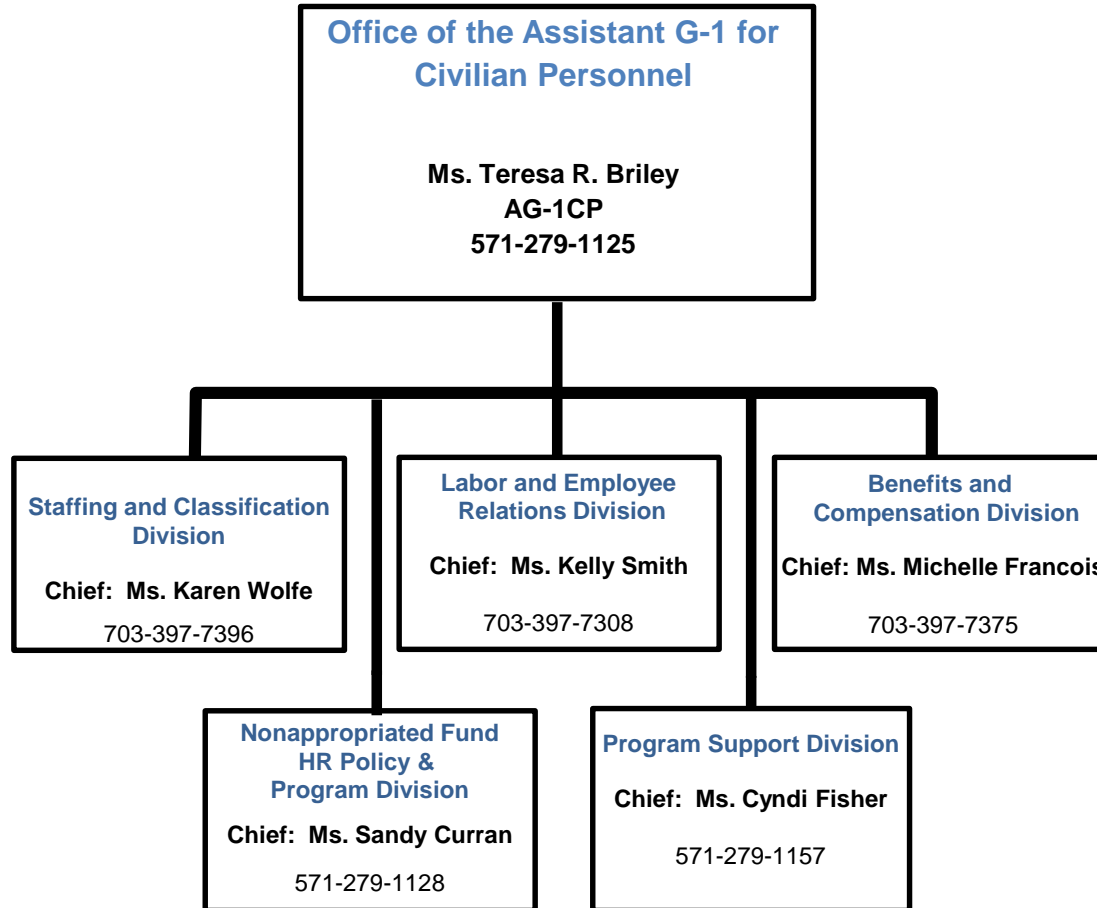 Office of the Assistant G-1 for
Civilian Personnel
Ms. Teresa R. Briley
AG-1CP
571-279-1125
Staffing and Classification
Division
Chief:  Ms. Karen Wolfe
703-397-7396
Labor and Employee
Relations Division
Chief:  Ms. Kelly Smith
703-397-7308
Benefits and
Compensation Division
Chief: Ms. Michelle Francois
703-397-7375
Nonappropriated Fund
HR Policy &
Program Division
Chief:  Ms. Sandy Curran
571-279-1128
Program Support Division
Chief:  Ms. Cyndi Fisher
571-279-1157